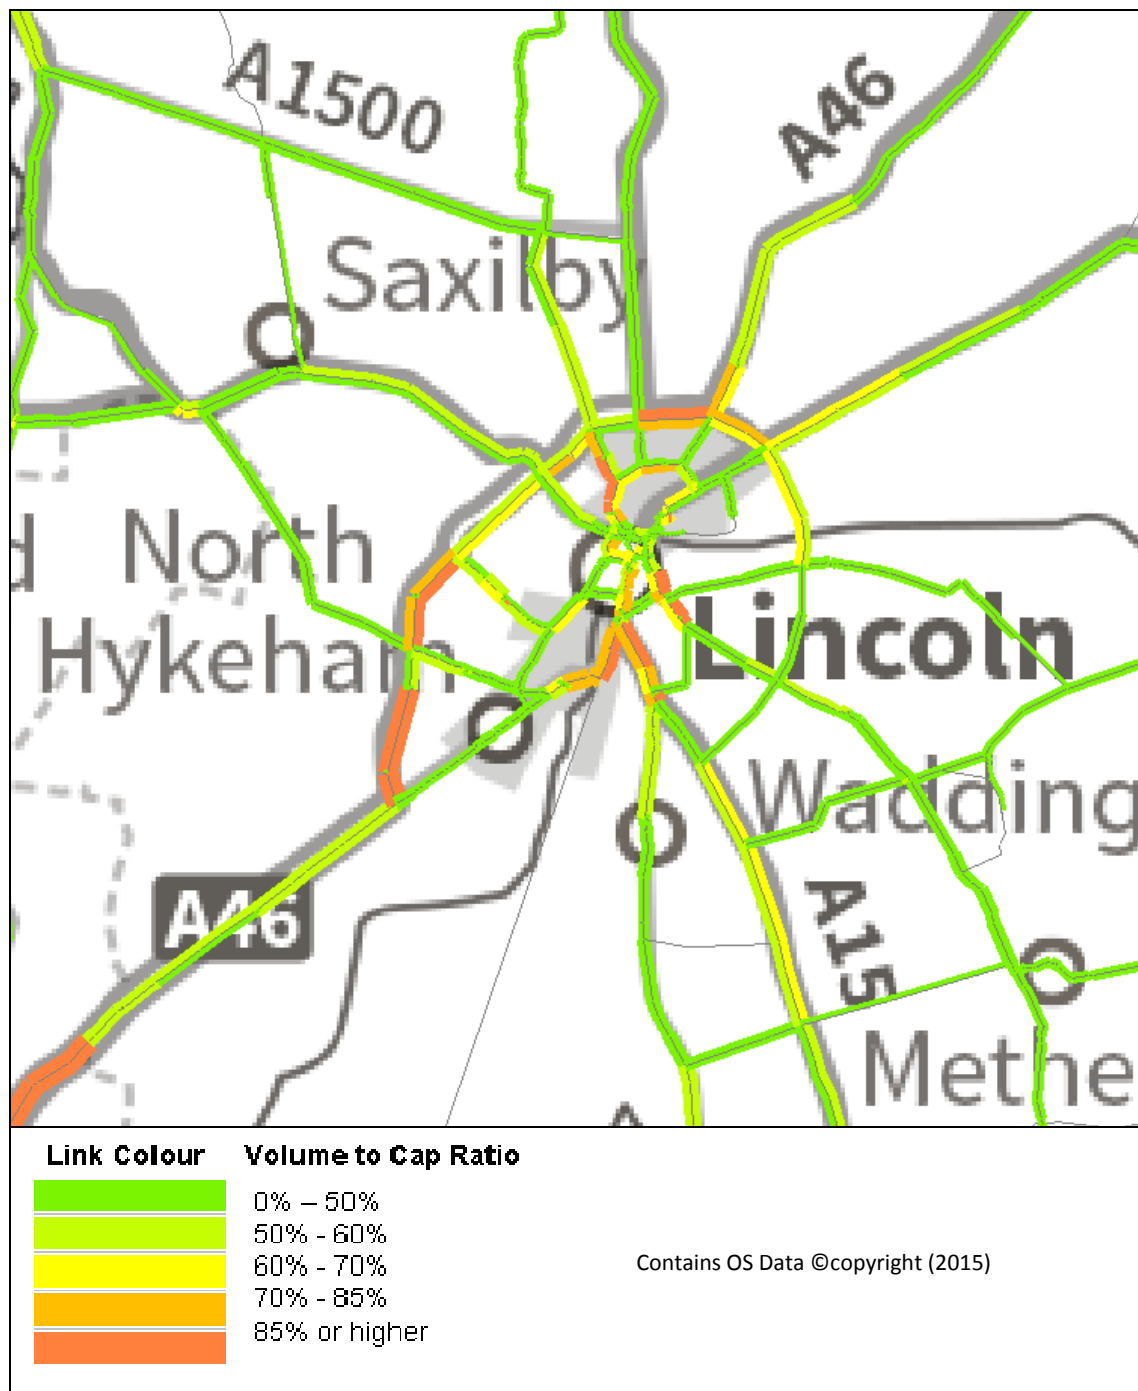 A1500
A46
Saxilby
d
North
Hykeham
Lincoln
Wadding
A46
A15
Methe
Link Colour Volume to Cap Ratio
0% – 50%
50% - 60%
60% - 70%
70% - 85%
85% or higher
Contains OS Data ©copyright (2015)